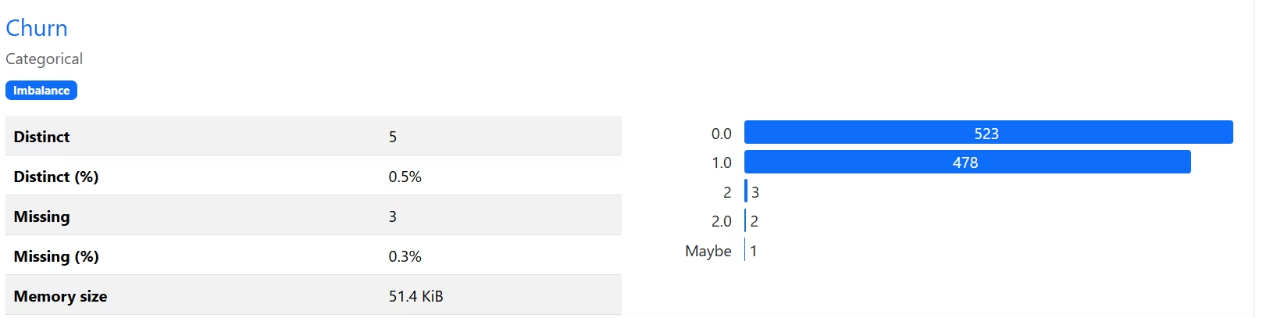 Churn
Categorical
Imbalance
Distinct 5
Distinct (%) 0.5%
Missing 3
Missing (%) 0.3%
Memory size 51.4 KiB
0.0 523
1.0 478
2 3
2.0 2
Maybe 1